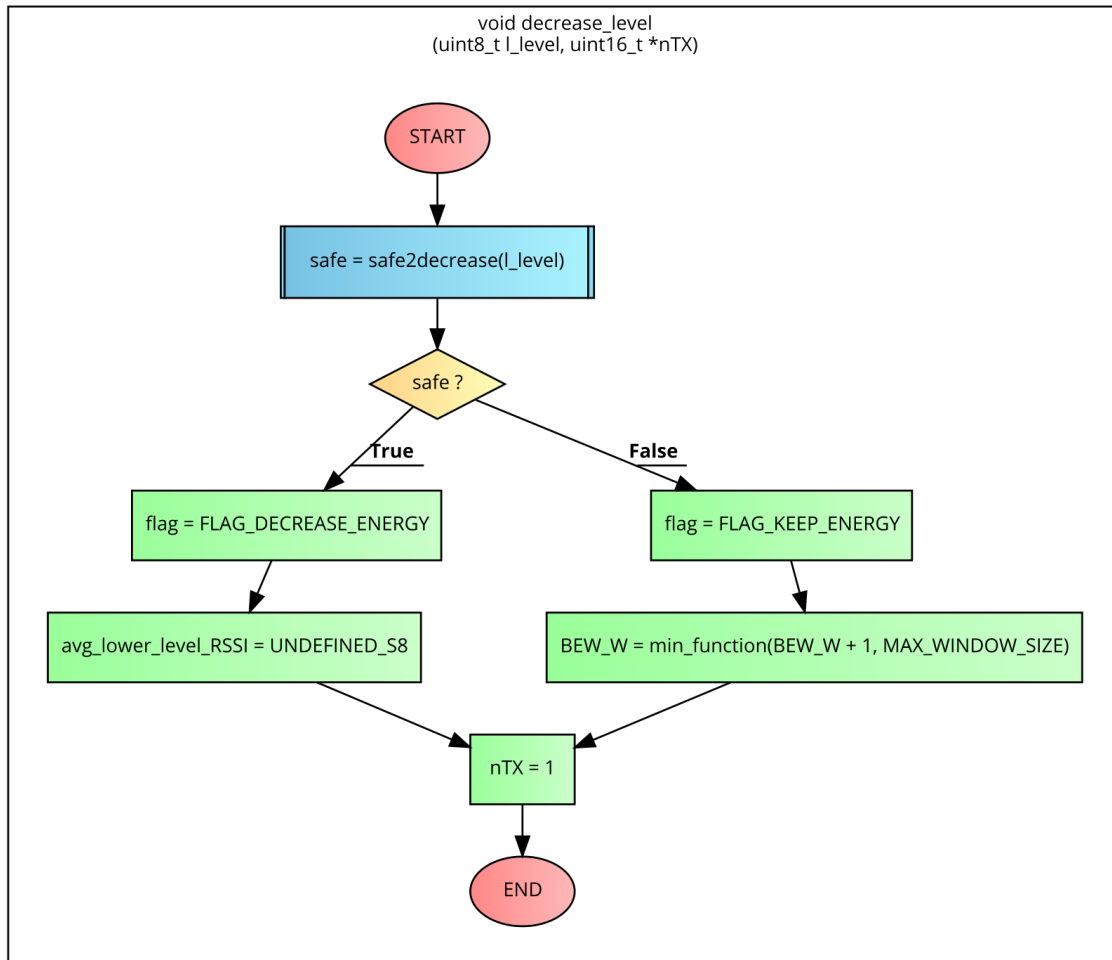 void decrease_level
(uint8_t l_level, uint16_t *nTX)
START
safe = safe2decrease(l_level)
safe ?
True
False
flag = FLAG_DECREASE_ENERGY
flag = FLAG_KEEP_ENERGY
avg_lower_level_RSSI = UNDEFINED_S8
BEW_W = min_function(BEW_W + 1, MAX_WINDOW_SIZE)
nTX = 1
END